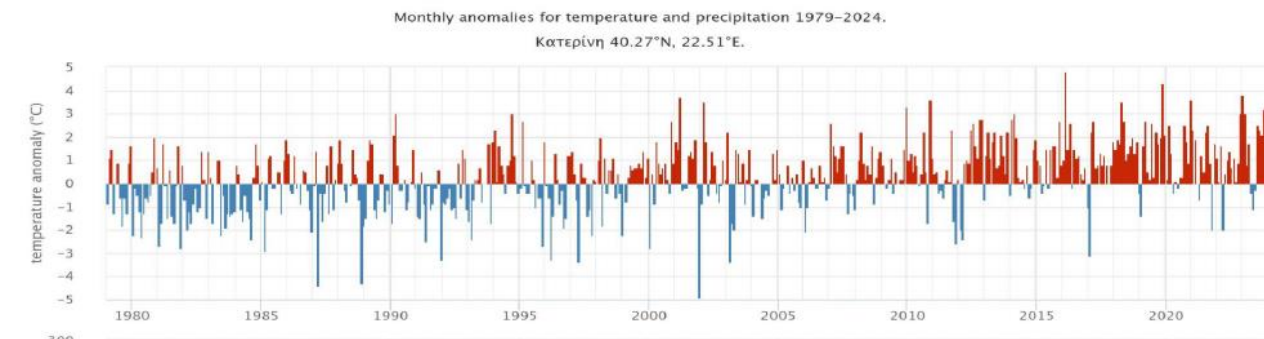 Monthly anomalies for temperature and precipitation 1979–2024.
Κατερίνη 40.27°N, 22.51°E.
temperature anomaly (°C)
5
4
3
2
1
0
−1
−2
−3
−4
−5
1980 1985 1990 1995 2000 2005 2010 2015 2020